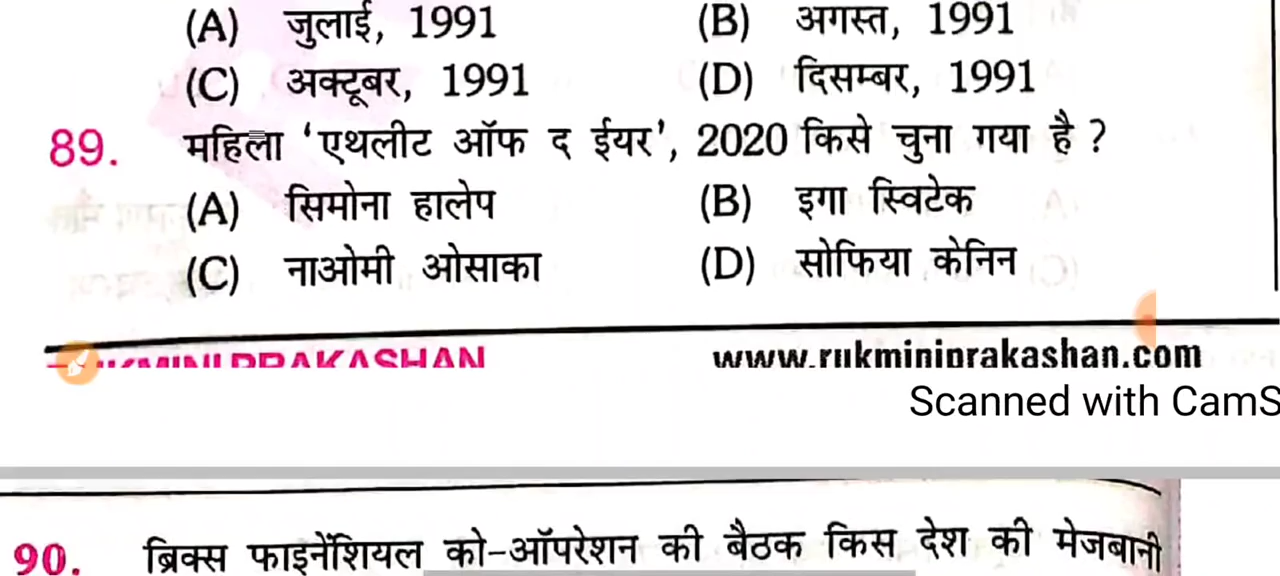 (A) जुलाई, 1991 (B) अगस्त, 1991
(C) अक्टूबर, 1991 (D) दिसम्बर, 1991
89. महिला ‘एथलीट ऑफ द ईयर’, 2020 किसे चुना गया है ?
(A) सिमोना हालेप (B) इगा स्विटेक
(C) नाओमी ओसाका (D) सोफिया केनिन
PRAKASHAN www.rukminiprakashan.com
Scanned with CamS
90. ब्रिक्स फाइनेंशियल को-ऑपरेशन की बैठक किस देश की मेजबानी